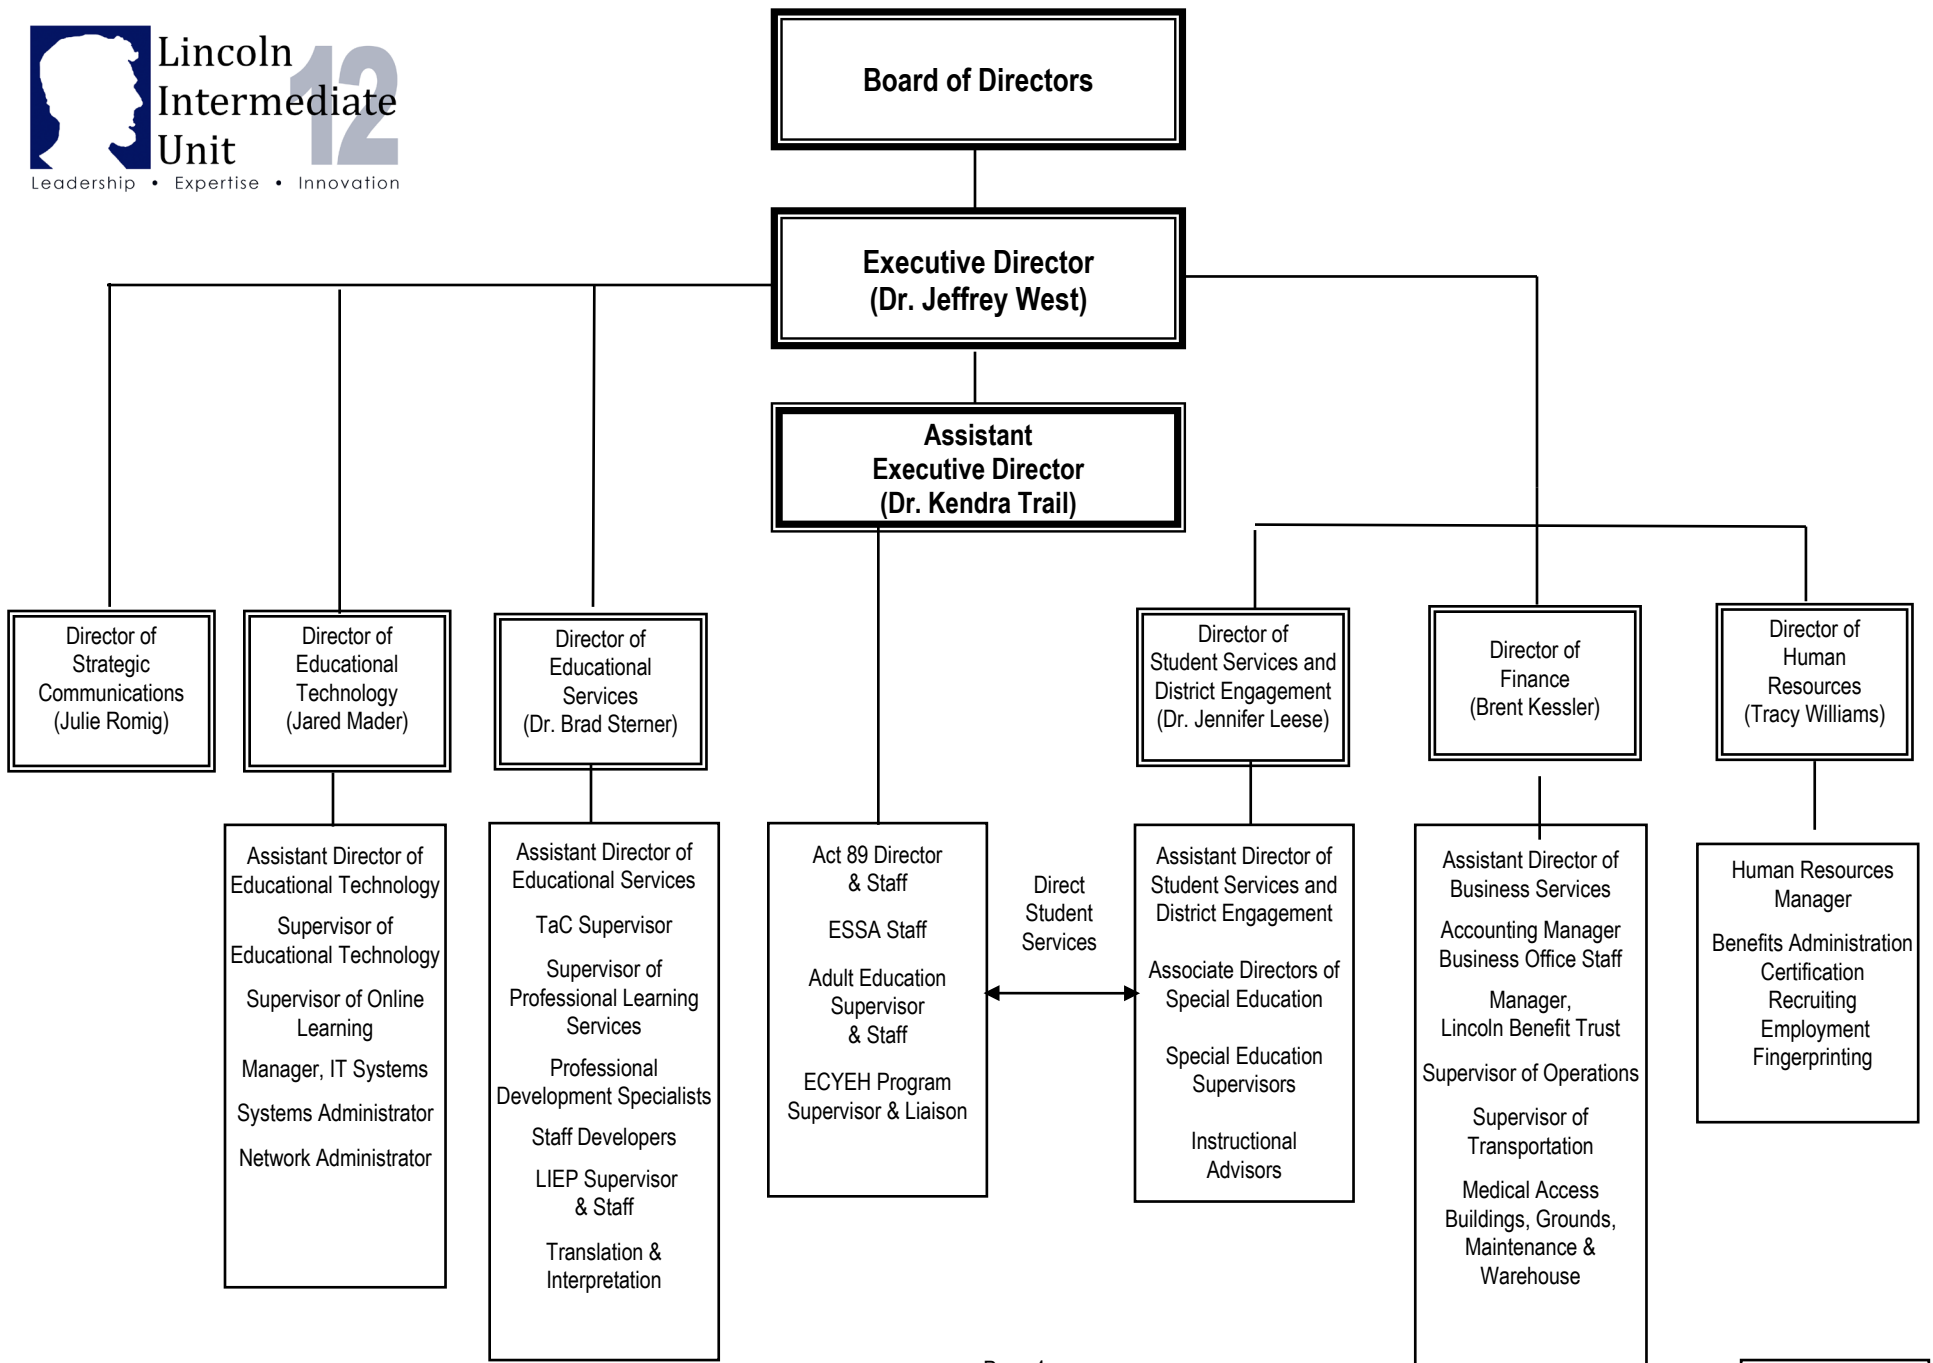 Lincoln
Intermediate
Unit
12
Leadership • Expertise • Innovation
Board of Directors
Executive Director
(Dr. Jeffrey West)
Assistant
Executive Director
(Dr. Kendra Trail)
Director of
Strategic
Communications
(Julie Romig)
Director of
Educational
Technology
(Jared Mader)
Director of
Educational
Services
(Dr. Brad Sterner)
Director of
Student Services and
District Engagement
(Dr. Jennifer Leese)
Director of
Finance
(Brent Kessler)
Director of
Human
Resources
(Tracy Williams)
Assistant Director of
Educational Technology
Supervisor of
Educational Technology
Supervisor of Online
Learning
Manager, IT Systems
Systems Administrator
Network Administrator
Assistant Director of
Educational Services
TaC Supervisor
Supervisor of
Professional Learning
Services
Professional
Development Specialists
Staff Developers
LIEP Supervisor
& Staff
Translation &
Interpretation
Act 89 Director
& Staff
ESSA Staff
Adult Education
Supervisor
& Staff
ECYEH Program
Supervisor & Liaison
Direct
Student
Services
Assistant Director of
Student Services and
District Engagement
Associate Directors of
Special Education
Special Education
Supervisors
Instructional
Advisors
Assistant Director of
Business Services
Accounting Manager
Business Office Staff
Manager,
Lincoln Benefit Trust
Supervisor of Operations
Supervisor of
Transportation
Medical Access
Buildings, Grounds,
Maintenance &
Warehouse
Human Resources
Manager
Benefits Administration
Certification
Recruiting
Employment
Fingerprinting